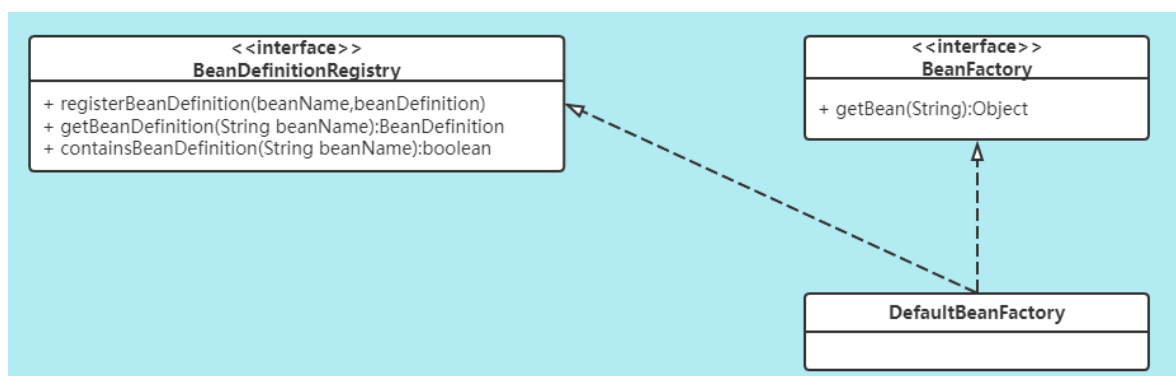 <<interface>>
BeanDefinitionRegistry
+ registerBeanDefinition(beanName,beanDefinition)
+ getBeanDefinition(String beanName):BeanDefinition
+ containsBeanDefinition(String beanName):boolean
<<interface>>
BeanFactory
+ getBean(String):Object
DefaultBeanFactory